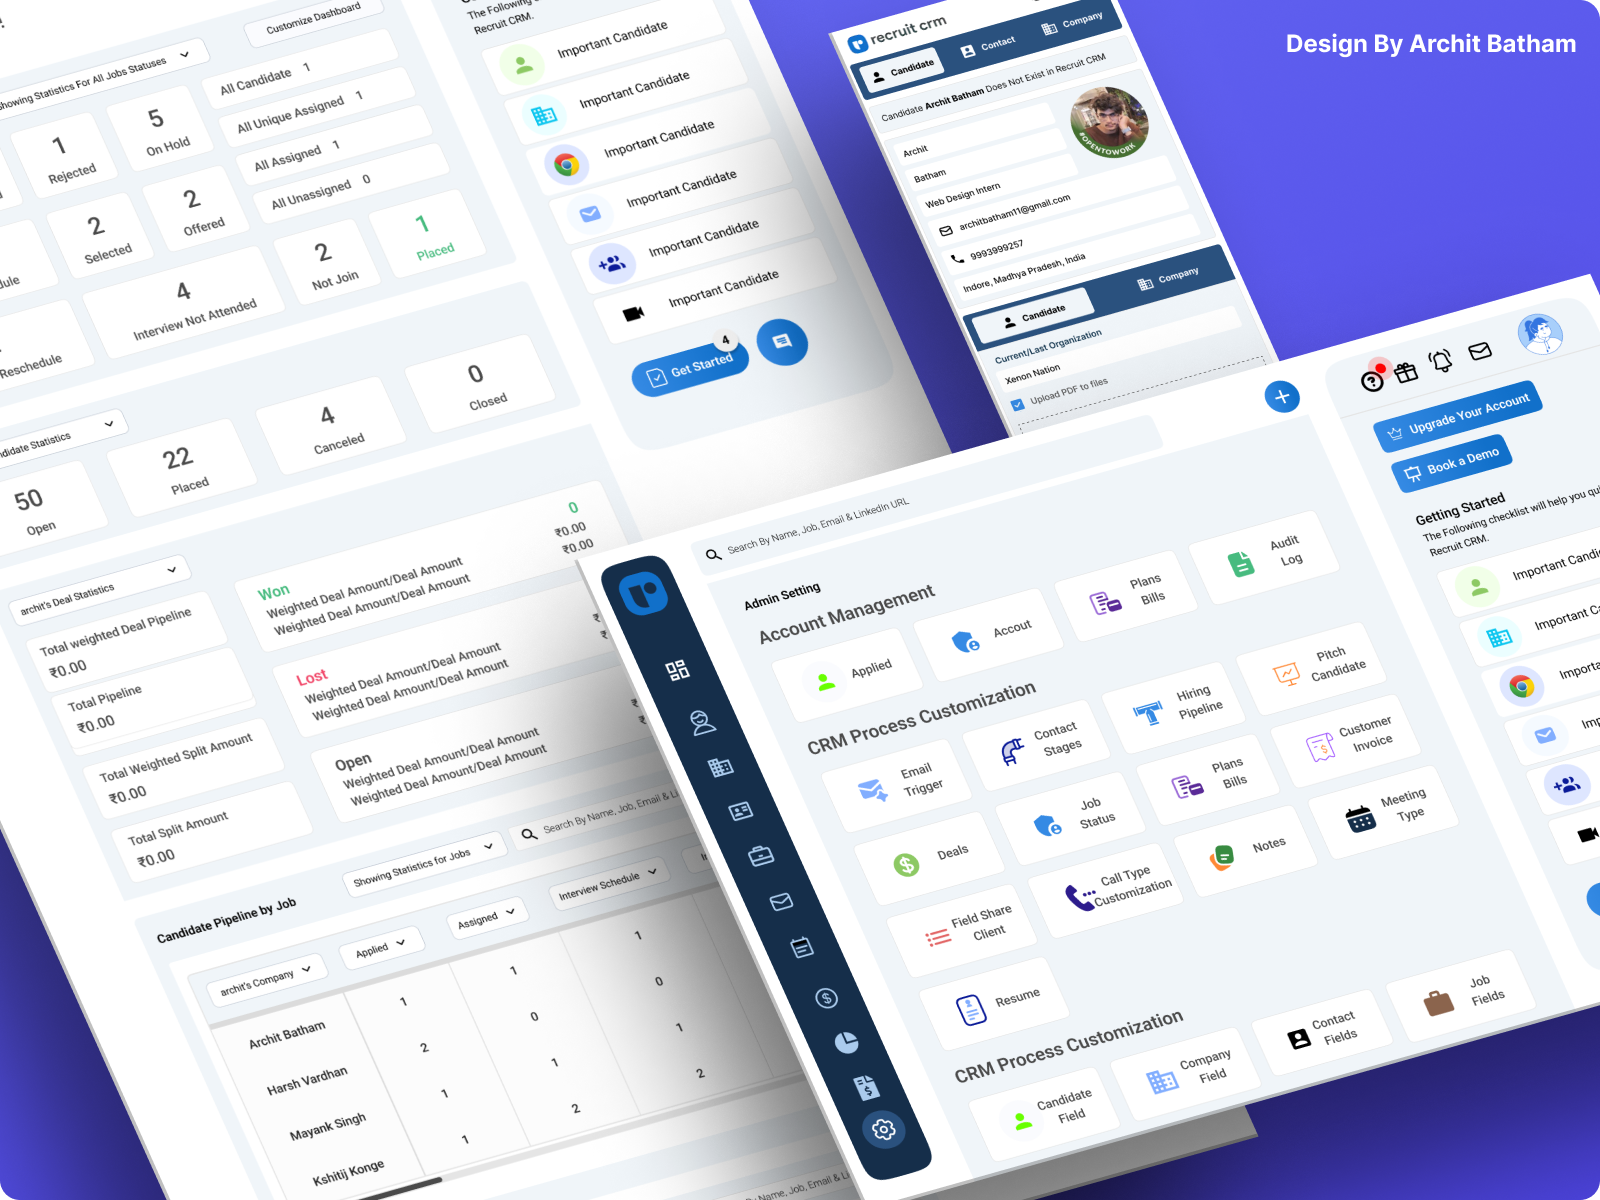 Design By Archit Batham
Customize Dashboard
Showing Statistics For All Jobs Statuses
1
Rejected
5
On Hold
All Candidate 1
All Unique Assigned 1
All Assigned 1
All Unassigned 0
2
Selected
2
Offered
4
Interview Not Attended
2
Not Join
1
Placed
Reschedule
Statistics
50
Open
22
Placed
4
Canceled
0
Closed
archit's Deal Statistics
Total weighted Deal Pipeline
₹0.00
Total Pipeline
₹0.00
Total Weighted Split Amount
₹0.00
Total Split Amount
₹0.00
Won
0
Weighted Deal Amount/Deal Amount
₹0.00
Weighted Deal Amount/Deal Amount
₹0.00
Lost
Weighted Deal Amount/Deal Amount
Weighted Deal Amount/Deal Amount
Open
Weighted Deal Amount/Deal Amount
Weighted Deal Amount/Deal Amount
Showing Statistics for Jobs
Search By Name, Job, Email & Li
Candidate Pipeline by Job
archit's Company
Applied
Assigned
Interview Schedule
Archit Batham 1 1 1
Harsh Vardhan 2 0 0
Mayank Singh 1 1 1
Kshitij Konge 1 2 2
By Name, Job, Email & LinkedIn
The Following
Recruit CRM.
Important Candidate
Important Candidate
Important Candidate
Important Candidate
Important Candidate
Important Candidate
4
Get Started
recruit crm
Candidate
Contact
Company
Candidate Archit Batham Does Not Exist in Recruit CRM
#OPENTOWORK
Archit
Batham
Web Design Intern
architbatham11@gmail.com
9993999257
Indore, Madhya Pradesh, India
Candidate
Company
Current/Last Organization
Xenon Nation
Upload PDF to files
Search By Name, Job, Email & LinkedIn URL
Admin Setting
Account Management
Applied
Accout
Plans
Bills
Audit
Log
CRM Process Customization
Email
Trigger
Contact
Stages
Hiring
Pipeline
Pitch
Candidate
Deals
Job
Status
Plans
Bills
Customer
Invoice
Field Share
Client
Call Type
Customization
Notes
Meeting
Type
Resume
CRM Process Customization
Candidate
Field
Company
Field
Contact
Fields
Job
Fields
Upgrade Your Account
Book a Demo
Getting Started
The Following checklist will help you
Recruit CRM.
Important Candi
Important C
Importa
Imp